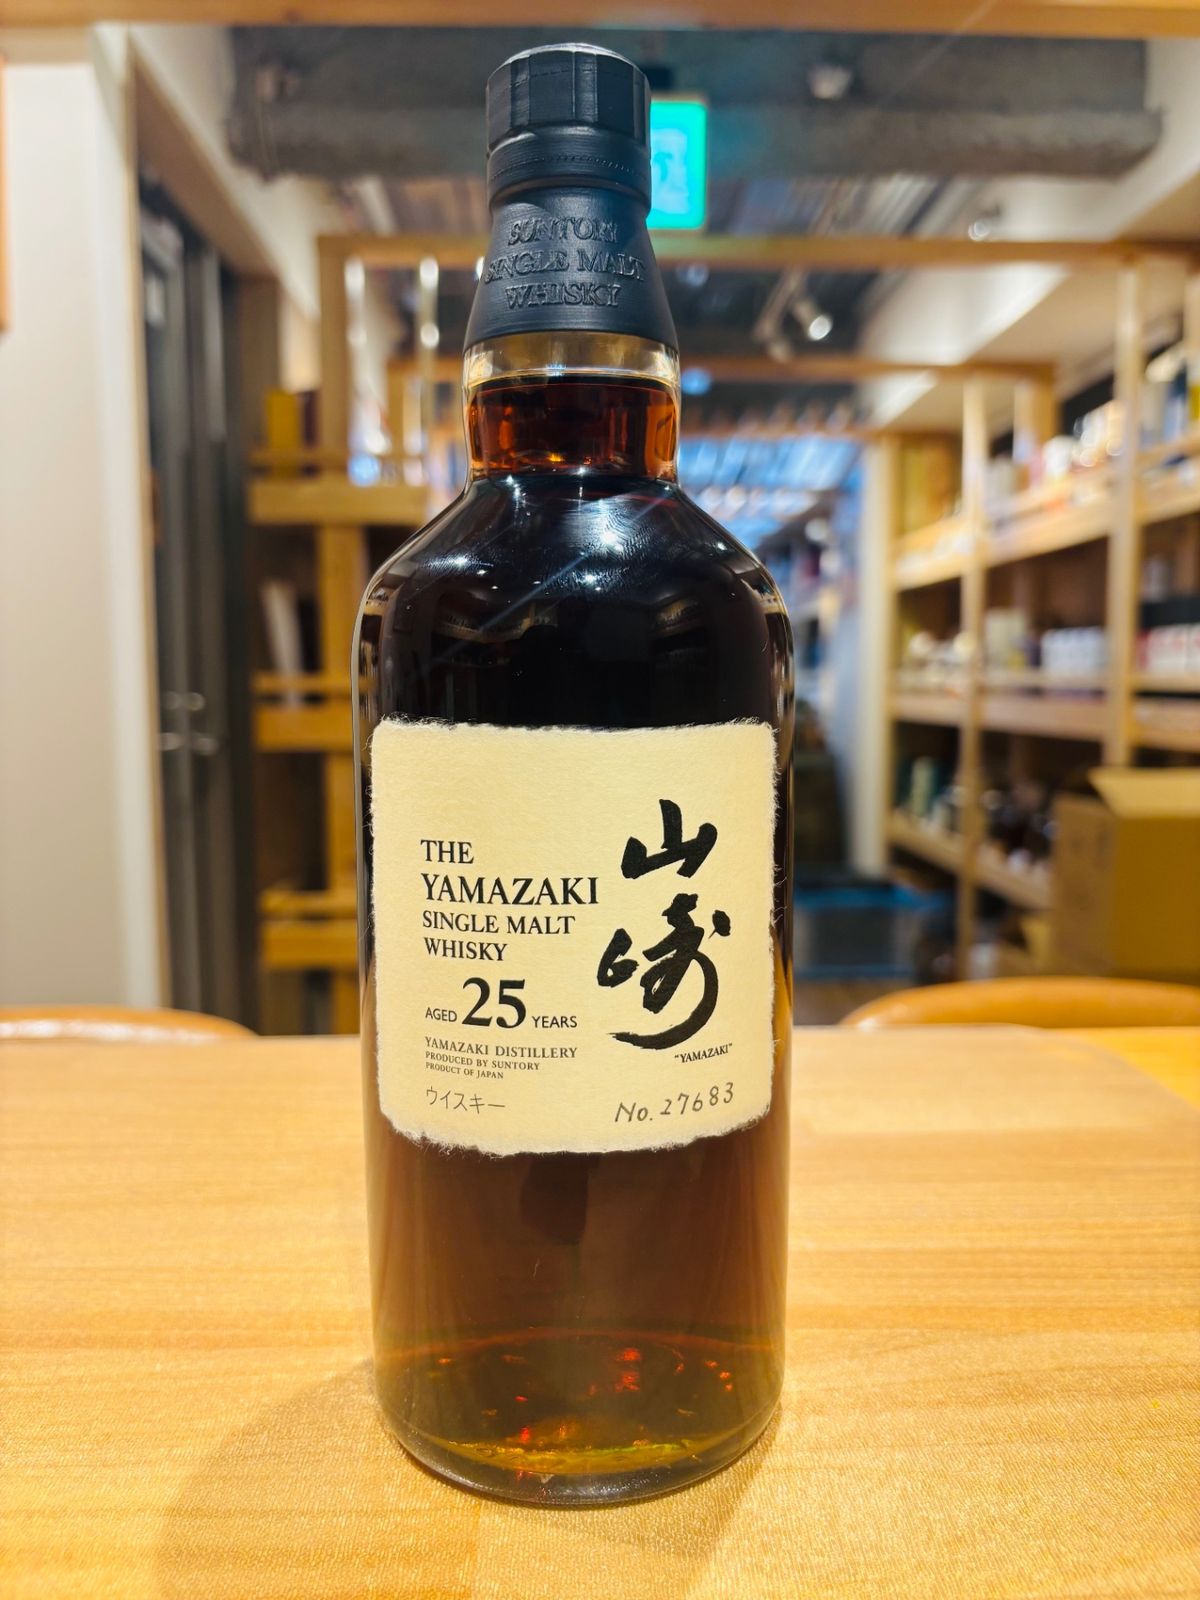 SUNTORY
SINGLE MALT
WHISKY
THE
YAMAZAKI
SINGLE MALT
WHISKY
AGED 25 YEARS
YAMAZAKI DISTILLERY
PRODUCED BY SUNTORY
PRODUCT OF JAPAN
ウイスキー
山崎
"YAMAZAKI"
No. 27683